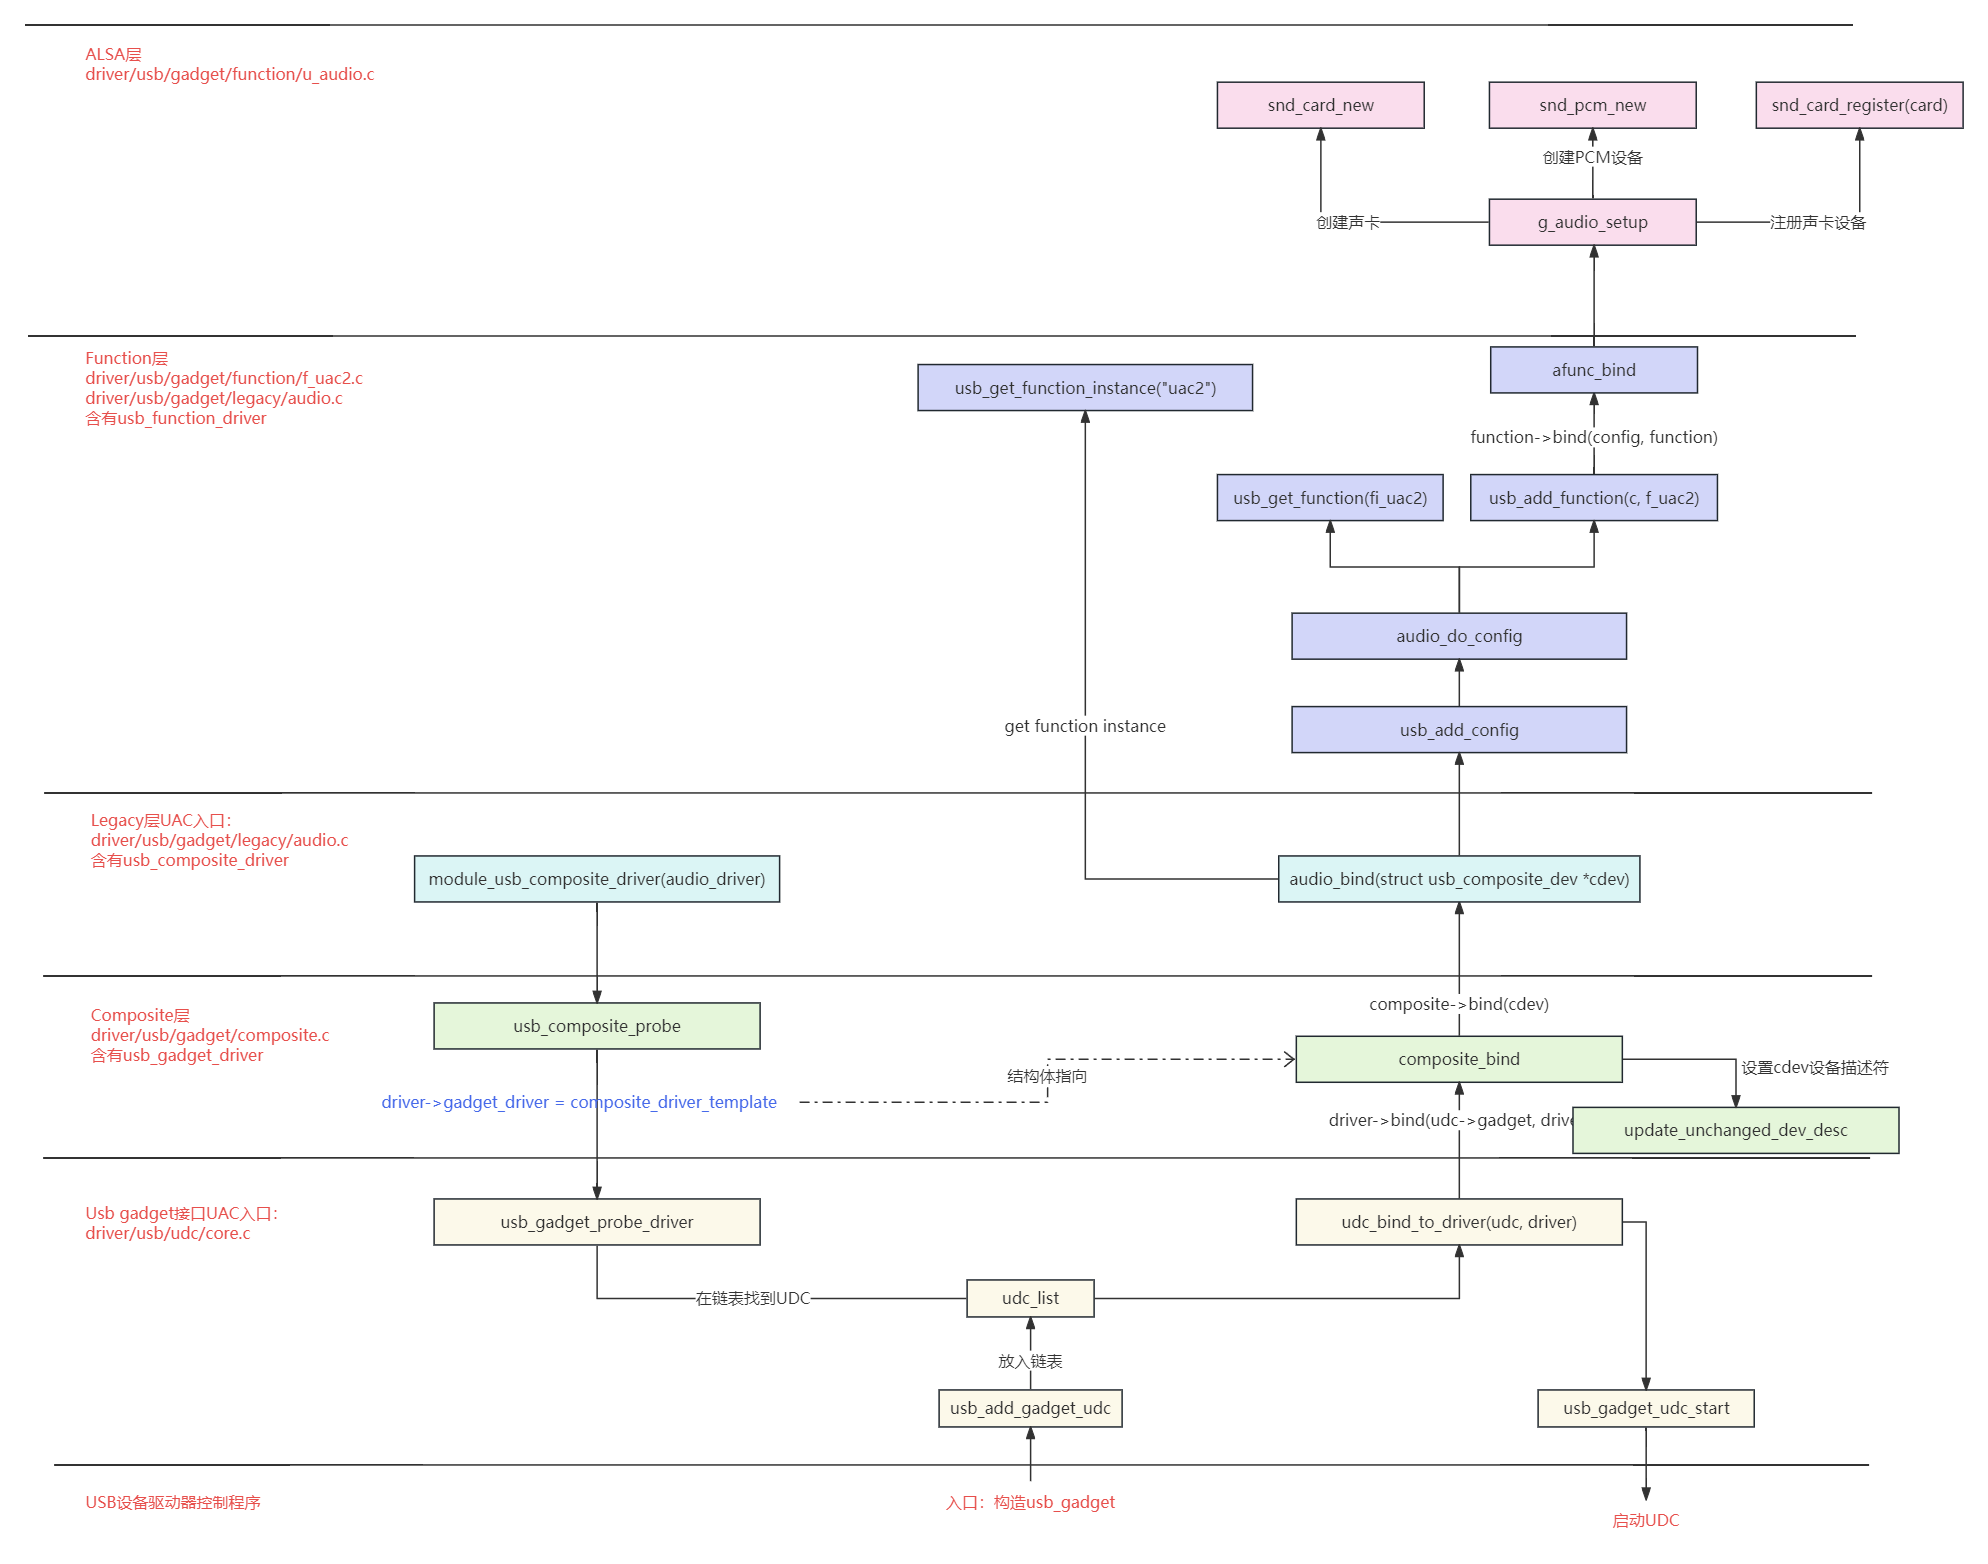 ALSA层
driver/usb/gadget/function/u_audio.c
snd_card_new
snd_pcm_new
snd_card_register(card)
创建PCM设备
创建声卡
g_audio_setup
注册声卡设备
Function层
driver/usb/gadget/function/f_uac2.c
driver/usb/gadget/legacy/audio.c
含有usb_function_driver
usb_get_function_instance("uac2")
afunc_bind
function->bind(config, function)
usb_get_function(fi_uac2)
usb_add_function(c, f_uac2)
audio_do_config
get function instance
usb_add_config
Legacy层UAC入口：
driver/usb/gadget/legacy/audio.c
含有usb_composite_driver
module_usb_composite_driver(audio_driver)
audio_bind(struct usb_composite_dev *cdev)
Composite层
driver/usb/gadget/composite.c
含有usb_gadget_driver
usb_composite_probe
composite->bind(cdev)
composite_bind
设置cdev设备描述符
结构体指向
driver->gadget_driver = composite_driver_template
driver->bind(udc->gadget, drive
update_unchanged_dev_desc
Usb gadget接口UAC入口：
driver/usb/udc/core.c
usb_gadget_probe_driver
udc_bind_to_driver(udc, driver)
在链表找到UDC
udc_list
放入链表
usb_add_gadget_udc
usb_gadget_udc_start
USB设备驱动器控制程序
入口：构造usb_gadget
启动UDC